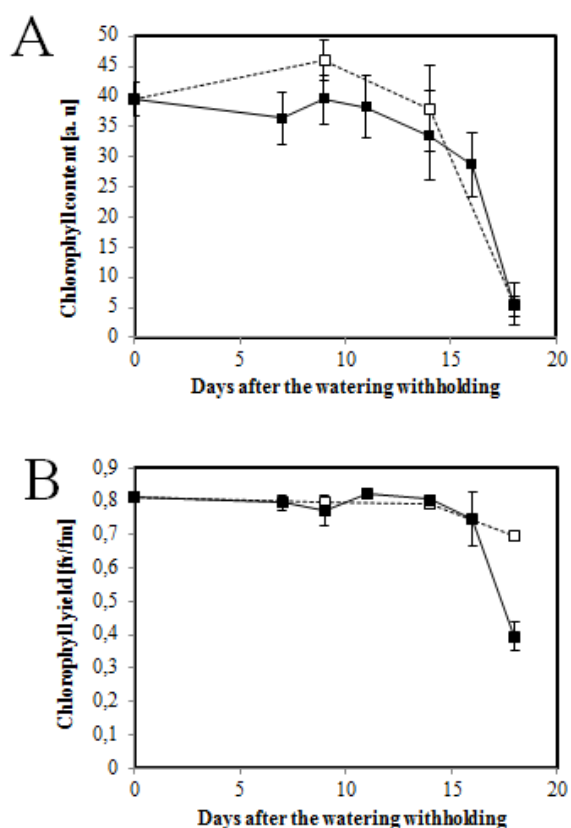 A
Chlorophyll content [a. u]
50
45
40
35
30
25
20
15
10
5
0
0 5 10 15 20
Days after the watering withholding
B
Chlorophyll yield [fv/fm]
0,9
0,8
0,7
0,6
0,5
0,4
0,3
0,2
0,1
0
0 5 10 15 20
Days after the watering withholding